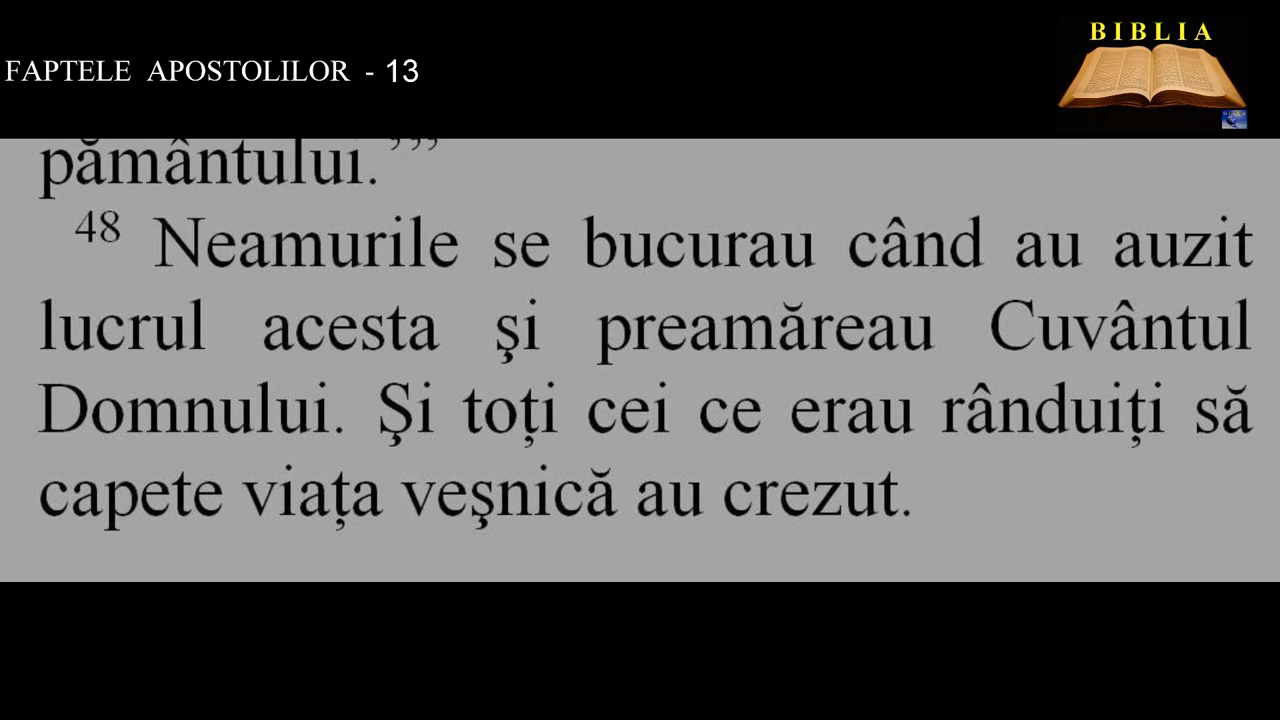 BIBLIA
FAPTELE APOSTOLILOR - 13
pământului.’”
48 Neamurile se bucurau când au auzit
lucrul acesta şi preamăreau Cuvântul
Domnului. Şi toţi cei ce erau rânduiţi să
capete viaţa veşnică au crezut.